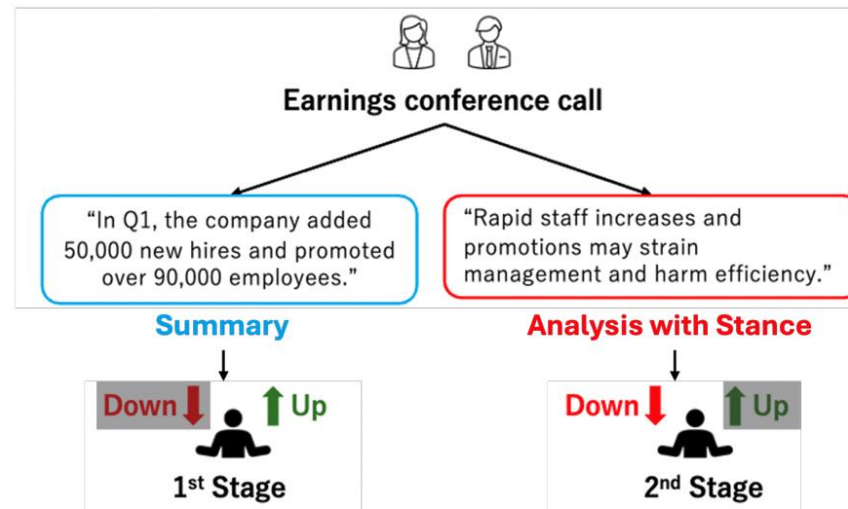 Earnings conference call
“In Q1, the company added
50,000 new hires and promoted
over 90,000 employees.”
“Rapid staff increases and
promotions may strain
management and harm efficiency.”
Summary
Analysis with Stance
Down Up
Down Up
1st Stage
2nd Stage